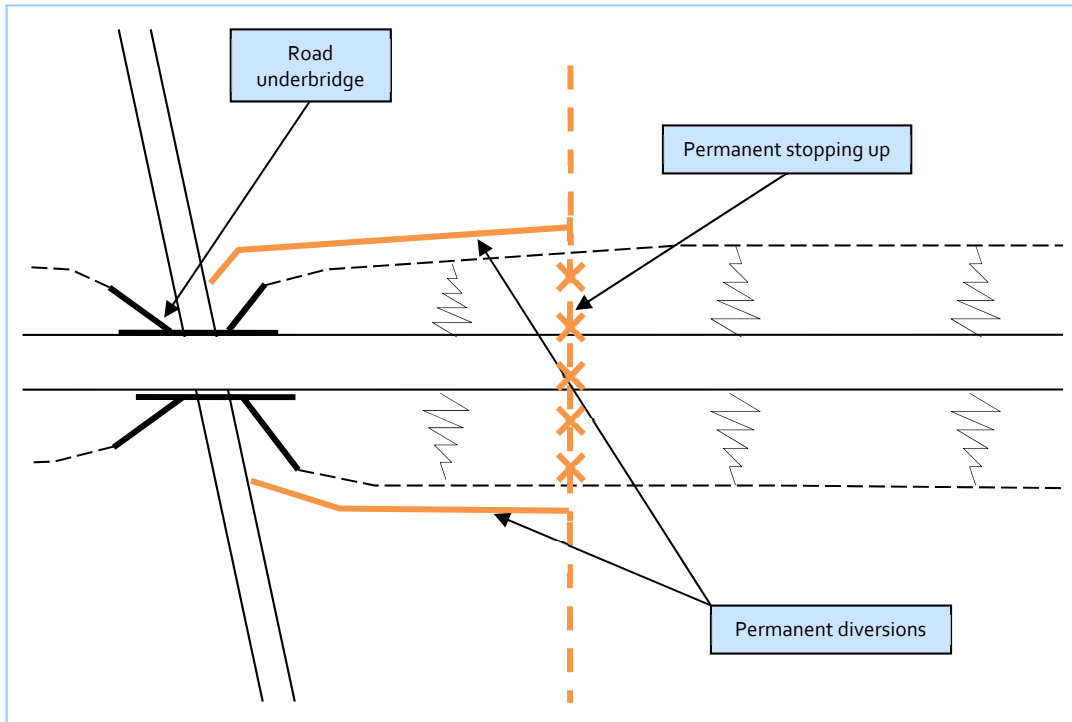 Road
underbridge
Permanent stopping up
Permanent diversions